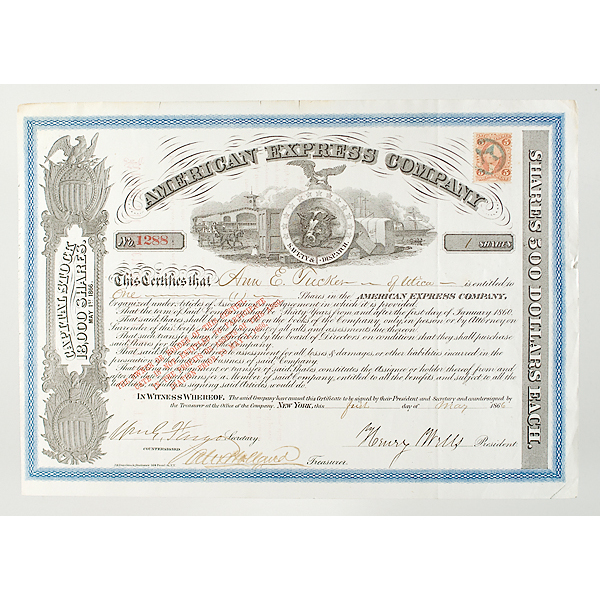 AMERICAN EXPRESS COMPANY
SAFETY & DISPATCH
No. 1288
1 SHARES
CAPITAL STOCK
18,000 SHARES.
MAY 1ST 1866.
SHARES 500 DOLLARS EACH.
This Certifies that Ann E. Tucker of Utica is entitled to
One (1) Shares in the AMERICAN EXPRESS COMPANY,
Organized under Articles of Association and Agreement in which it is provided,
That the term of said Company shall be Thirty Years from and after the first day of January 1860.
That said Shares shall be transferable on the books of the Company only, in person or by Attorney on
Surrender of this Scrip and the payment of all calls and assessments due thereon;
That such transfer shall be approved by the board of Directors on condition that they shall purchase
said Shares for the Company.
That said Shares shall be liable to assessment for all losses & damages, or other liabilities incurred in the
prosecution of the legitimate business of said Company.
That the acceptance or transfer of said Shares, constitutes the Assignee or holder thereof from and
after the date of such transfer a Member of said Company, entitled to all the benefits and subject to all the
liabilities that signing said Articles would do.
IN WITNESS WHEREOF. The said Company have caused this Certificate to be signed by their President and Secretary and countersigned by
the Treasurer at the Office of the Company. NEW YORK, this first day of May 1866
Wm G. Fargo Secretary.
Henry Wells President.
COUNTERSIGNED
Alex Holland Treasurer.